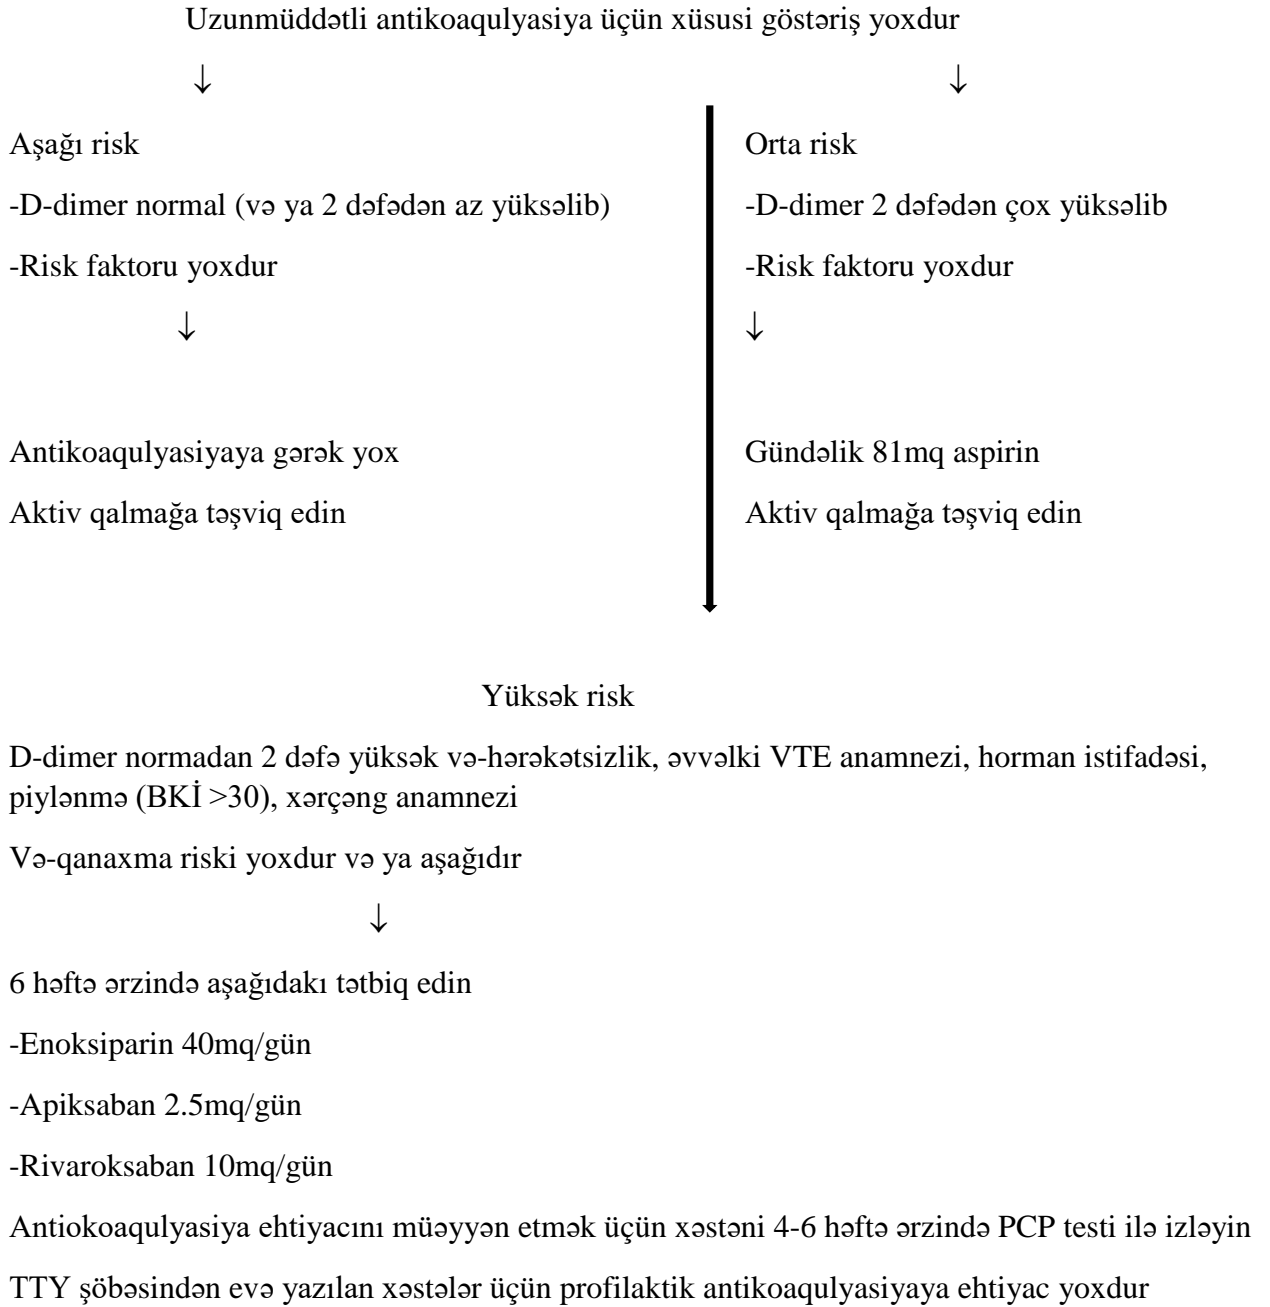 Uzunmüddətli antikoaqulyasiya üçün xüsusi göstəriş yoxdur
↓ ↓
Aşağı risk
-D-dimer normal (və ya 2 dəfədən az yüksəlib)
-Risk faktoru yoxdur
↓
Antikoaqulyasiyaya gərək yox
Aktiv qalmağa təşviq edin
Orta risk
-D-dimer 2 dəfədən çox yüksəlib
-Risk faktoru yoxdur
↓
Gündəlik 81mq aspirin
Aktiv qalmağa təşviq edin
Yüksək risk
D-dimer normadan 2 dəfə yüksək və-hərəkətsizlik, əvvəlki VTE anamnezi, horman istifadəsi,
piylənmə (BKİ >30), xərçəng anamnezi
Və-qanaxma riski yoxdur və ya aşağıdır
↓
6 həftə ərzində aşağıdakı tətbiq edin
-Enoksiparin 40mq/gün
-Apiksaban 2.5mq/gün
-Rivaroksaban 10mq/gün
Antiokoaqulyasiya ehtiyacını müəyyən etmək üçün xəstəni 4-6 həftə ərzində PCP testi ilə izləyin
TTY şöbəsindən evə yazılan xəstələr üçün profilaktik antikoaqulyasiyaya ehtiyac yoxdur